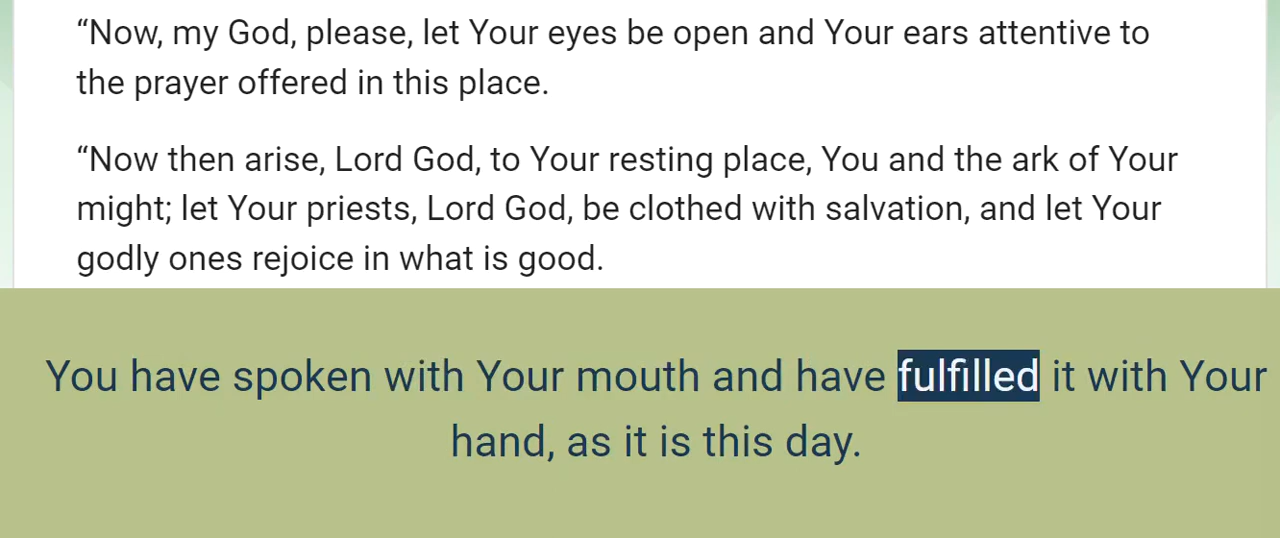 “Now, my God, please, let Your eyes be open and Your ears attentive to
the prayer offered in this place.
“Now then arise, Lord God, to Your resting place, You and the ark of Your
might; let Your priests, Lord God, be clothed with salvation, and let Your
godly ones rejoice in what is good.
You have spoken with Your mouth and have fulfilled it with Your
hand, as it is this day.